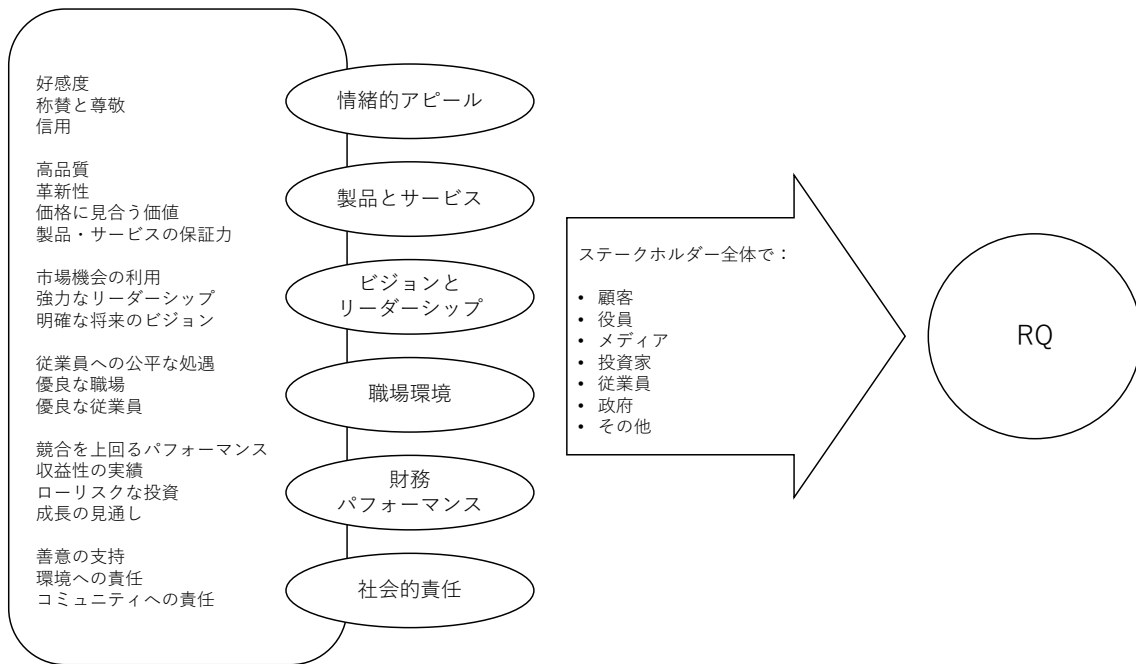 好感度
称賛と尊敬
信用
情緒的アピール
高品質
革新性
価格に見合う価値
製品・サービスの保証力
製品とサービス
市場機会の利用
強力なリーダーシップ
明確な将来のビジョン
ビジョンと
リーダーシップ
従業員への公平な処遇
優良な職場
優良な従業員
職場環境
競合を上回るパフォーマンス
収益性の実績
ローリスクな投資
成長の見通し
財務
パフォーマンス
善意の支持
環境への責任
コミュニティへの責任
社会的責任
ステークホルダー全体で：
• 顧客
• 役員
• メディア
• 投資家
• 従業員
• 政府
• その他
RQ